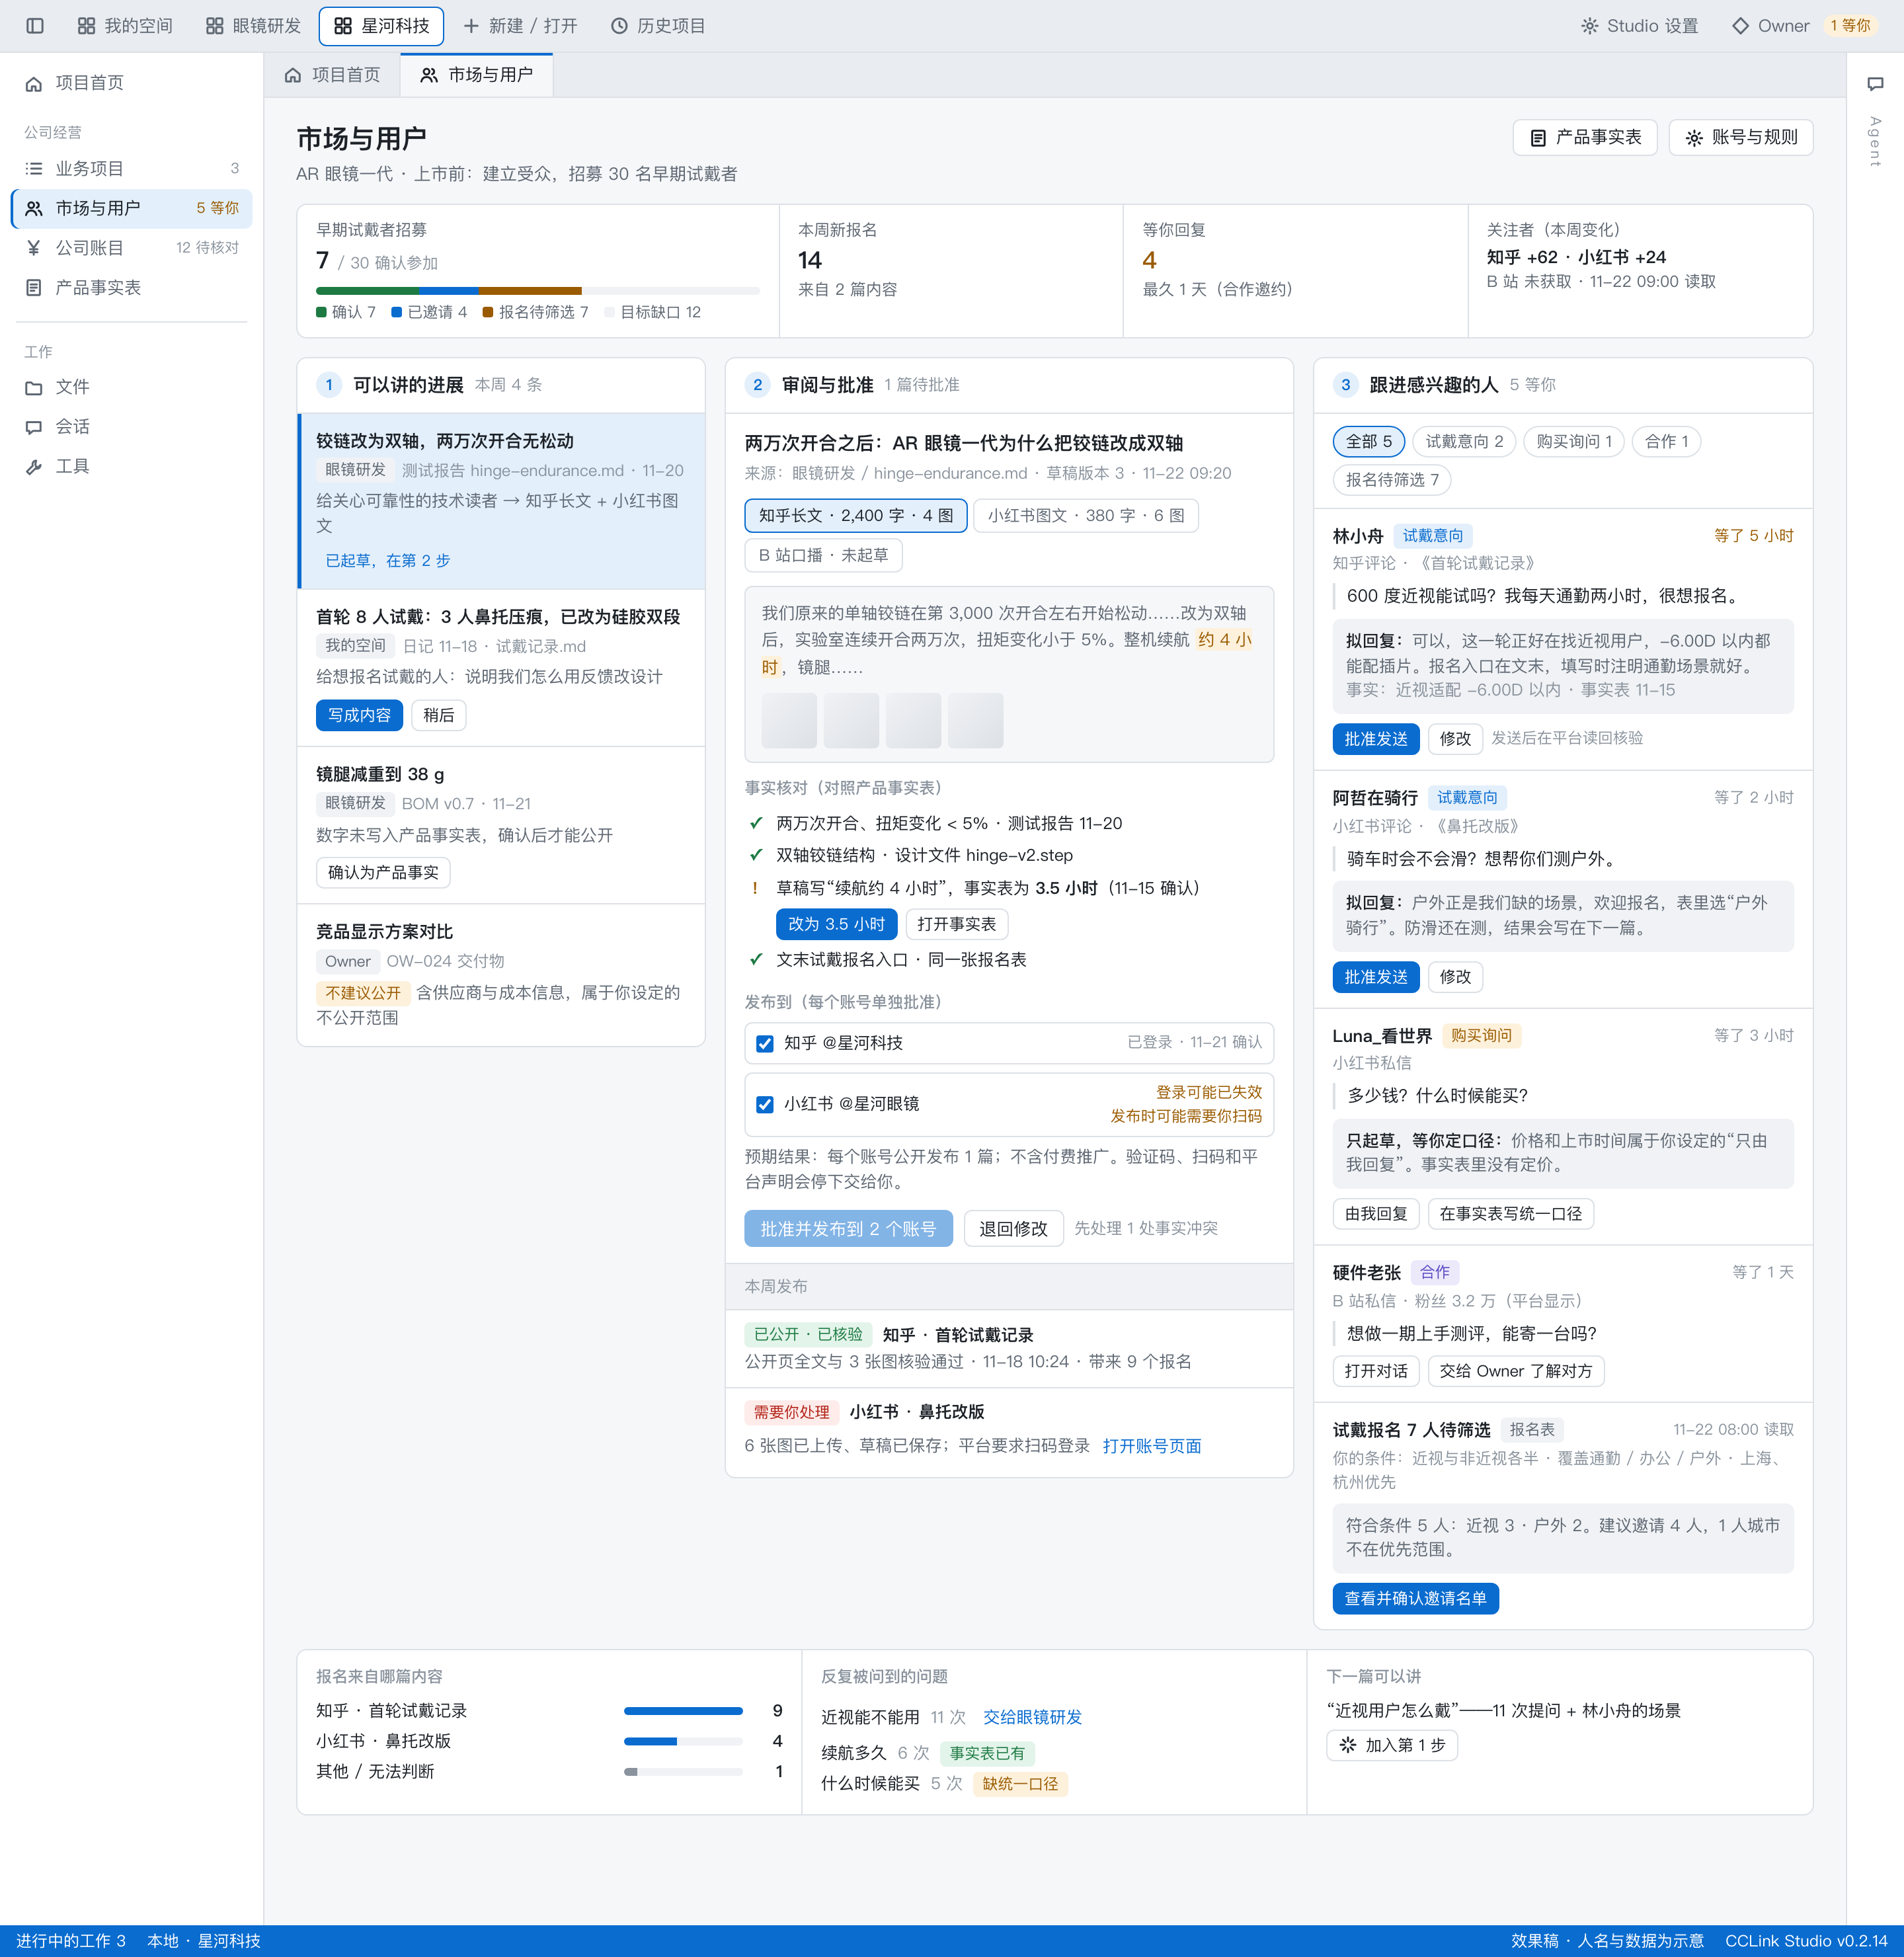 我的空间
眼镜研发
星河科技
新建 / 打开
历史项目
Studio 设置
Owner
1 等你
项目首页
公司经营
业务项目 3
市场与用户 5 等你
公司账目 12 待核对
产品事实表
工作
文件
会话
工具
项目首页
市场与用户
Agent
市场与用户
AR 眼镜一代 · 上市前：建立受众，招募 30 名早期试戴者
产品事实表
账号与规则
早期试戴者招募
7 / 30 确认参加
确认 7 已邀请 4 报名待筛选 7 目标缺口 12
本周新报名
14
来自 2 篇内容
等你回复
4
最久 1 天（合作邀约）
关注者（本周变化）
知乎 +62 · 小红书 +24
B 站 未获取 · 11-22 09:00 读取
1 可以讲的进展 本周 4 条
铰链改为双轴，两万次开合无松动
眼镜研发 测试报告 hinge-endurance.md · 11-20
给关心可靠性的技术读者 → 知乎长文 + 小红书图
文
已起草，在第 2 步
首轮 8 人试戴：3 人鼻托压痕，已改为硅胶双段
我的空间 日记 11-18 · 试戴记录.md
给想报名试戴的人：说明我们怎么用反馈改设计
写成内容 稍后
镜腿减重到 38 g
眼镜研发 BOM v0.7 · 11-21
数字未写入产品事实表，确认后才能公开
确认为产品事实
竞品显示方案对比
Owner OW-024 交付物
不建议公开 含供应商与成本信息，属于你设定的
不公开范围
2 审阅与批准 1 篇待批准
两万次开合之后：AR 眼镜一代为什么把铰链改成双轴
来源：眼镜研发 / hinge-endurance.md · 草稿版本 3 · 11-22 09:20
知乎长文 · 2,400 字 · 4 图
小红书图文 · 380 字 · 6 图
B 站口播 · 未起草
我们原来的单轴铰链在第 3,000 次开合左右开始松动……改为双轴
后，实验室连续开合两万次，扭矩变化小于 5%。整机续航 约 4 小
时，镜腿……
事实核对（对照产品事实表）
✓ 两万次开合、扭矩变化 < 5% · 测试报告 11-20
✓ 双轴铰链结构 · 设计文件 hinge-v2.step
! 草稿写“续航约 4 小时”，事实表为 3.5 小时（11-15 确认）
改为 3.5 小时 打开事实表
✓ 文末试戴报名入口 · 同一张报名表
发布到（每个账号单独批准）
知乎 @星河科技 已登录 · 11-21 确认
小红书 @星河眼镜 登录可能已失效
发布时可能需要你扫码
预期结果：每个账号公开发布 1 篇；不含付费推广。验证码、扫码和平
台声明会停下交给你。
批准并发布到 2 个账号 退回修改 先处理 1 处事实冲突
本周发布
已公开 · 已核验 知乎 · 首轮试戴记录
公开页全文与 3 张图核验通过 · 11-18 10:24 · 带来 9 个报名
需要你处理 小红书 · 鼻托改版
6 张图已上传、草稿已保存；平台要求扫码登录 打开账号页面
3 跟进感兴趣的人 5 等你
全部 5 试戴意向 2 购买询问 1 合作 1
报名待筛选 7
林小舟 试戴意向 等了 5 小时
知乎评论 · 《首轮试戴记录》
600 度近视能试吗？我每天通勤两小时，很想报名。
拟回复：可以，这一轮正好在找近视用户，-6.00D 以内都
能配插片。报名入口在文末，填写时注明通勤场景就好。
事实：近视适配 -6.00D 以内 · 事实表 11-15
批准发送 修改 发送后在平台读回核验
阿哲在骑行 试戴意向 等了 2 小时
小红书评论 · 《鼻托改版》
骑车时会不会滑？想帮你们测户外。
拟回复：户外正是我们缺的场景，欢迎报名，表里选“户外
骑行”。防滑还在测，结果会写在下一篇。
批准发送 修改
Luna_看世界 购买询问 等了 3 小时
小红书私信
多少钱？什么时候能买？
只起草，等你定口径：价格和上市时间属于你设定的“只由
我回复”。事实表里没有定价。
由我回复 在事实表写统一口径
硬件老张 合作 等了 1 天
B 站私信 · 粉丝 3.2 万（平台显示）
想做一期上手测评，能寄一台吗？
打开对话 交给 Owner 了解对方
试戴报名 7 人待筛选 报名表 11-22 08:00 读取
你的条件：近视与非近视各半 · 覆盖通勤 / 办公 / 户外 · 上海、
杭州优先
符合条件 5 人：近视 3 · 户外 2。建议邀请 4 人，1 人城市
不在优先范围。
查看并确认邀请名单
报名来自哪篇内容
知乎 · 首轮试戴记录 9
小红书 · 鼻托改版 4
其他 / 无法判断 1
反复被问到的问题
近视能不能用 11 次 交给眼镜研发
续航多久 6 次 事实表已有
什么时候能买 5 次 缺统一口径
下一篇可以讲
“近视用户怎么戴”——11 次提问 + 林小舟的场景
加入第 1 步
进行中的工作 3 本地 · 星河科技
效果稿 · 人名与数据为示意 CCLink Studio v0.2.14